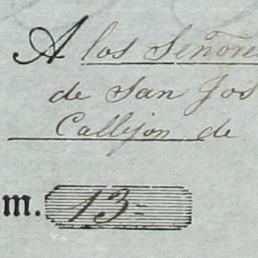 A los Señore
de San Jos
Callejon de
m. 13-